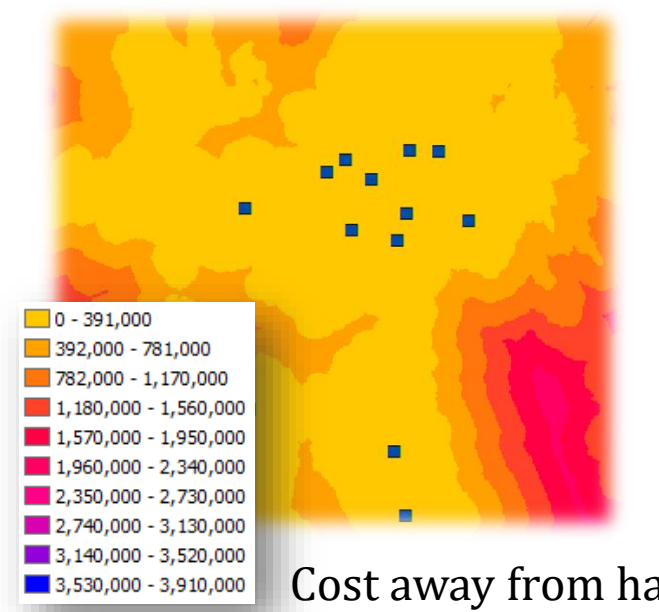 0 - 391,000
392,000 - 781,000
782,000 - 1,170,000
1,180,000 - 1,560,000
1,570,000 - 1,950,000
1,960,000 - 2,340,000
2,350,000 - 2,730,000
2,740,000 - 3,130,000
3,140,000 - 3,520,000
3,530,000 - 3,910,000
Cost away from ha